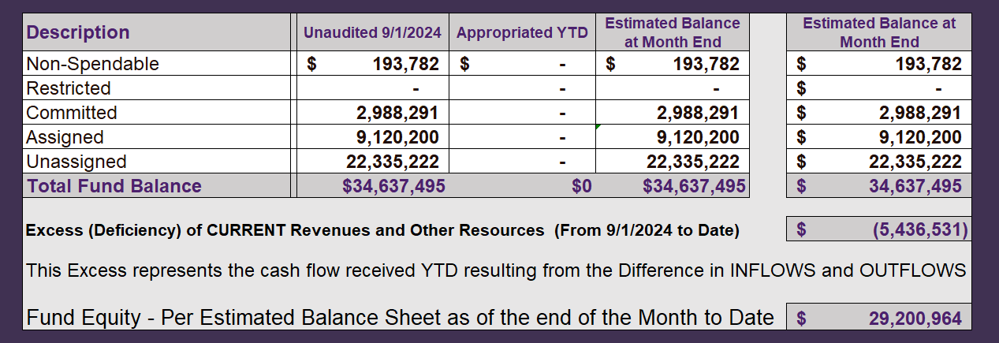 Description Unaudited 9/1/2024 Appropriated YTD Estimated Balance at Month End Estimated Balance at Month End
Non-Spendable $ 193,782 $ - $ 193,782 $ 193,782
Restricted - - - $ -
Committed 2,988,291 - 2,988,291 $ 2,988,291
Assigned 9,120,200 - 9,120,200 $ 9,120,200
Unassigned 22,335,222 - 22,335,222 $ 22,335,222
Total Fund Balance $34,637,495 $0 $34,637,495 $ 34,637,495
Excess (Deficiency) of CURRENT Revenues and Other Resources (From 9/1/2024 to Date) $ (5,436,531)
This Excess represents the cash flow received YTD resulting from the Difference in INFLOWS and OUTFLOWS
Fund Equity - Per Estimated Balance Sheet as of the end of the Month to Date $ 29,200,964